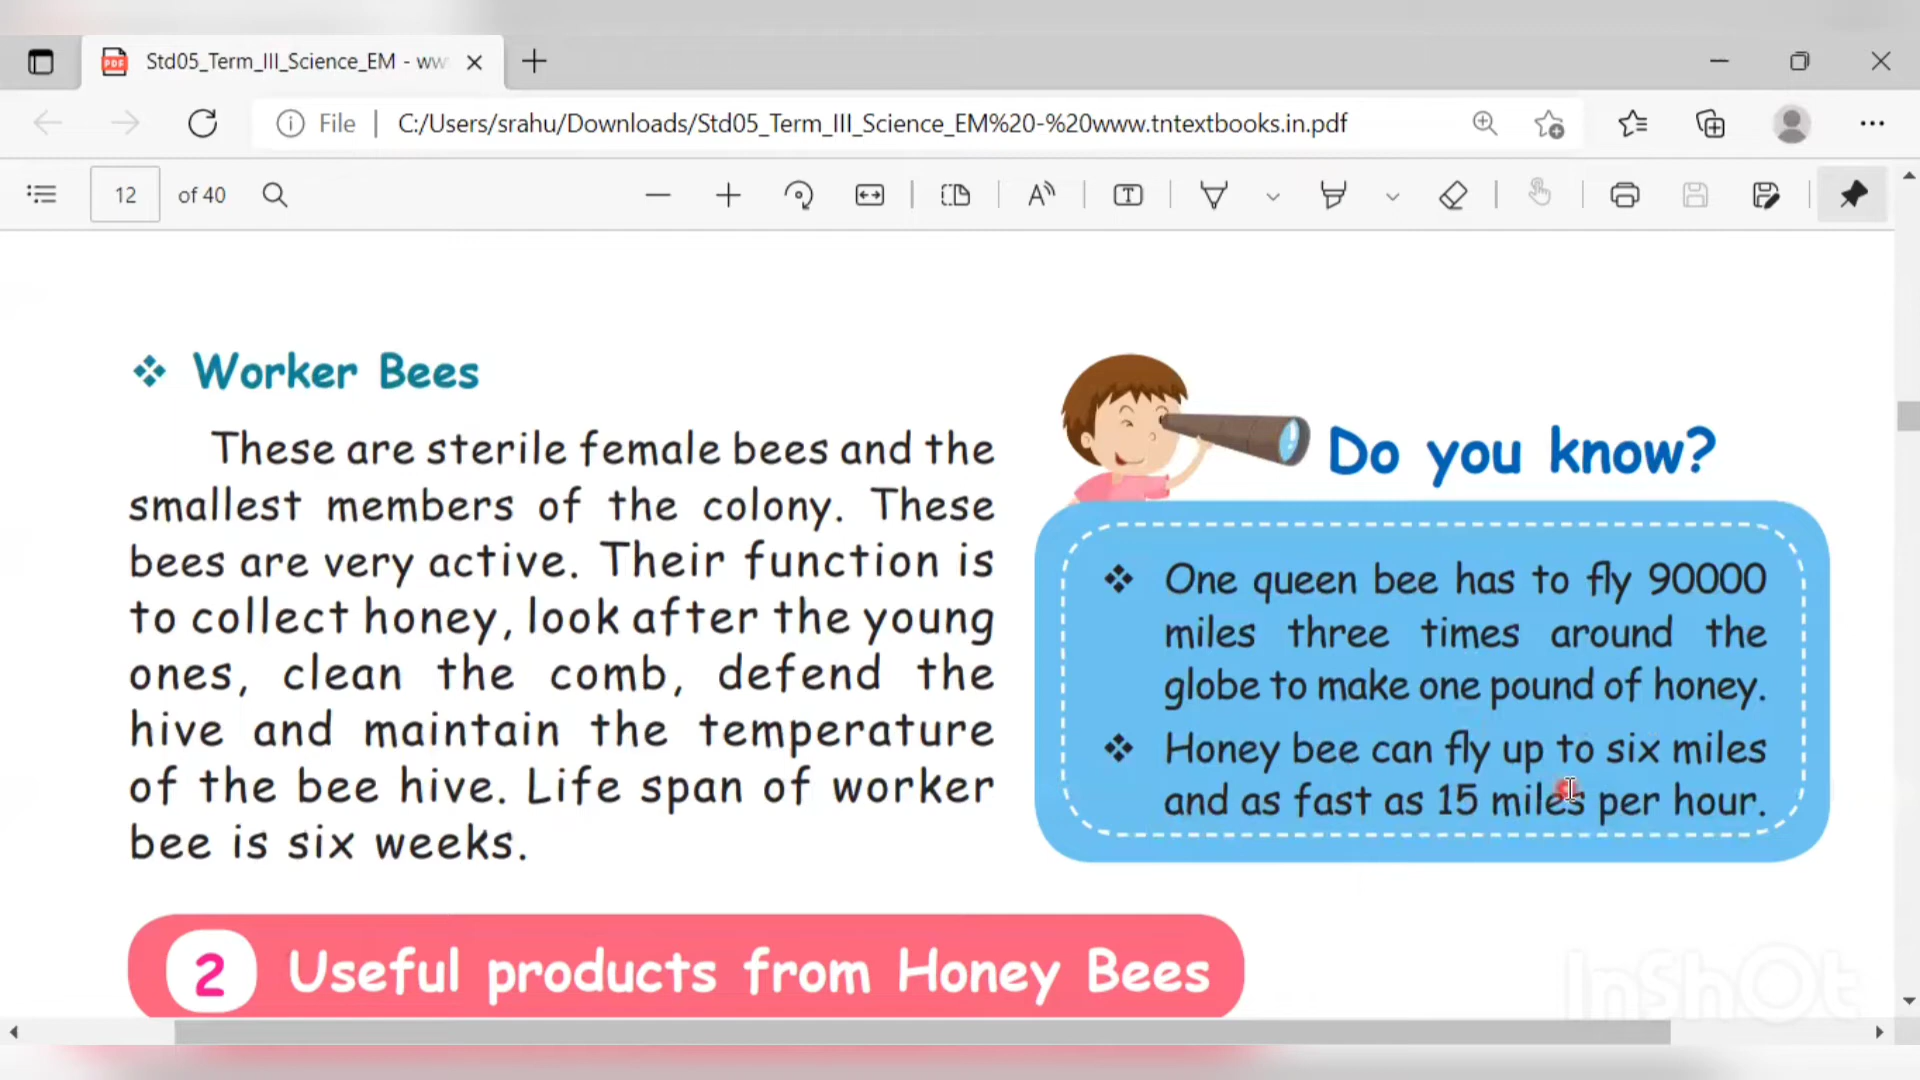 Std05_Term_III_Science_EM - ww
File
C:/Users/srahu/Downloads/Std05_Term_III_Science_EM%20-%20www.tntextbooks.in.pdf
12 of 40
Worker Bees
These are sterile female bees and the
smallest members of the colony. These
bees are very active. Their function is
to collect honey, look after the young
ones, clean the comb, defend the
hive and maintain the temperature
of the bee hive. Life span of worker
bee is six weeks.
Do you know?
One queen bee has to fly 90000
miles three times around the
globe to make one pound of honey.
Honey bee can fly up to six miles
and as fast as 15 miles per hour.
2 Useful products from Honey Bees
InShOt